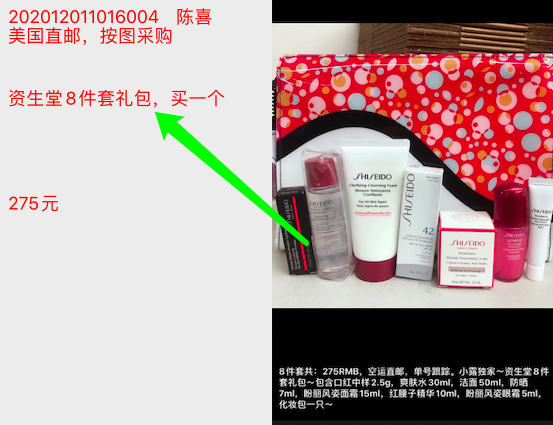 202012011016004 陈喜
美国直邮，按图采购
资生堂8件套礼包，买一个
275元
SHISEIDO
Clarifying Cleansing Foam
SHISEIDO
42
SHISEIDO
SHISEIDO
8件套共：275RMB，空运直邮，单号跟踪。小露独家～资生堂8件
套礼包～包含口红中样2.5g，爽肤水30ml，洁面50ml，防晒
7ml，盼丽风姿面霜15ml，红腰子精华10ml，盼丽风姿眼霜5ml，
化妆包一只～